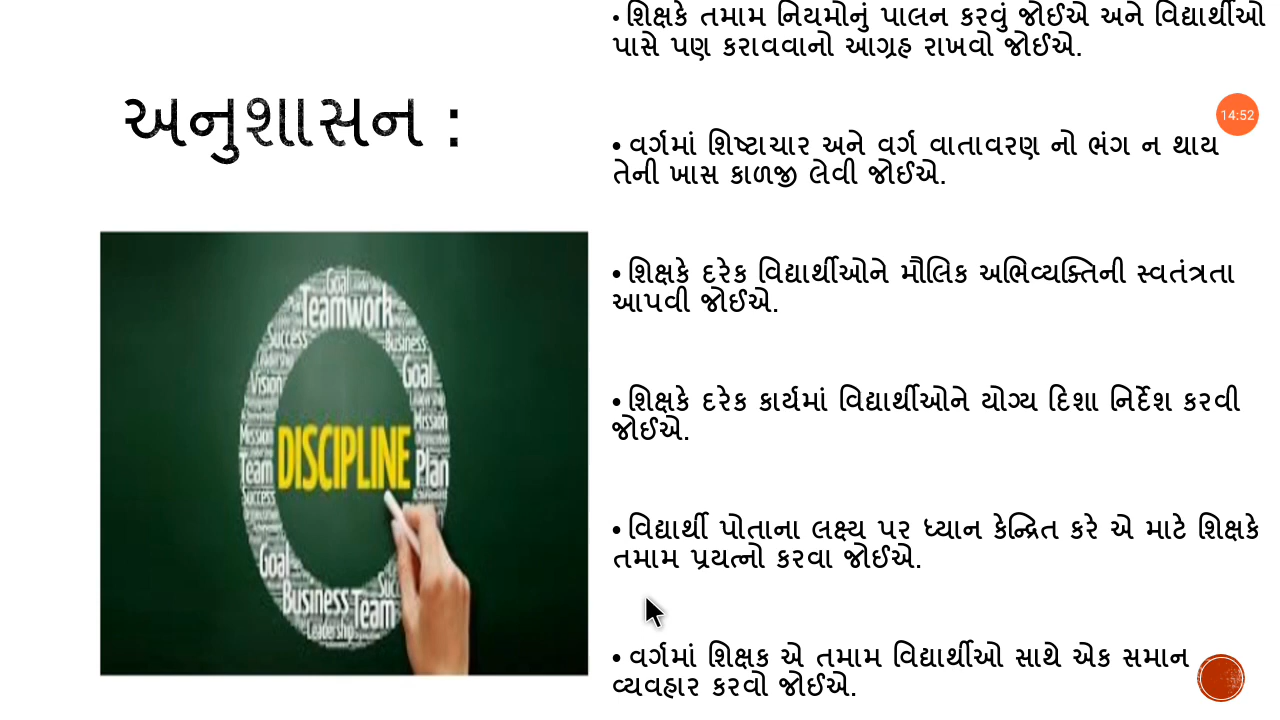 અનુશાસન :
• શિક્ષકે તમામ નિયમોનું પાલન કરવું જોઈએ અને વિદ્યાર્થીઓ
પાસે પણ કરાવવાનો આગ્રહ રાખવો જોઈએ.
14:52
• વર્ગમાં શિષ્ટાચાર અને વર્ગ વાતાવરણ નો ભંગ ન થાય
તેની ખાસ કાળજી લેવી જોઈએ.
• શિક્ષકે દરેક વિદ્યાર્થીઓને મૌલિક અભિવ્યક્તિની સ્વતંત્રતા
આપવી જોઈએ.
• શિક્ષકે દરેક કાર્યમાં વિદ્યાર્થીઓને યોગ્ય દિશા નિર્દેશ કરવી
જોઈએ.
• વિદ્યાર્થી પોતાના લક્ષ્ય પર ધ્યાન કેન્દ્રિત કરે એ માટે શિક્ષકે
તમામ પ્રયત્નો કરવા જોઈએ.
• વર્ગમાં શિક્ષક એ તમામ વિદ્યાર્થીઓ સાથે એક સમાન
વ્યવહાર કરવો જોઈએ.
Goal
Teamwork
Success
Business
Leadership
Goal
Vision
Mission
Mission
DISCIPLINE
Team
Plan
Success
Goal
Suc
Business
Team
Leadership